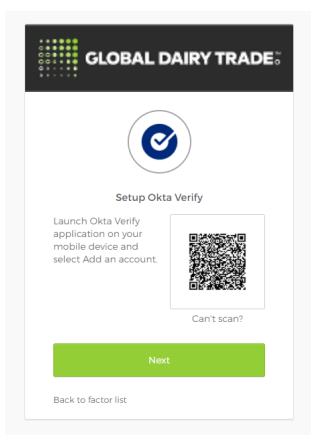 GLOBAL DAIRY TRADE
Setup Okta Verify
Launch Okta Verify
application on your
mobile device and
select Add an account.
Can't scan?
Next
Back to factor list